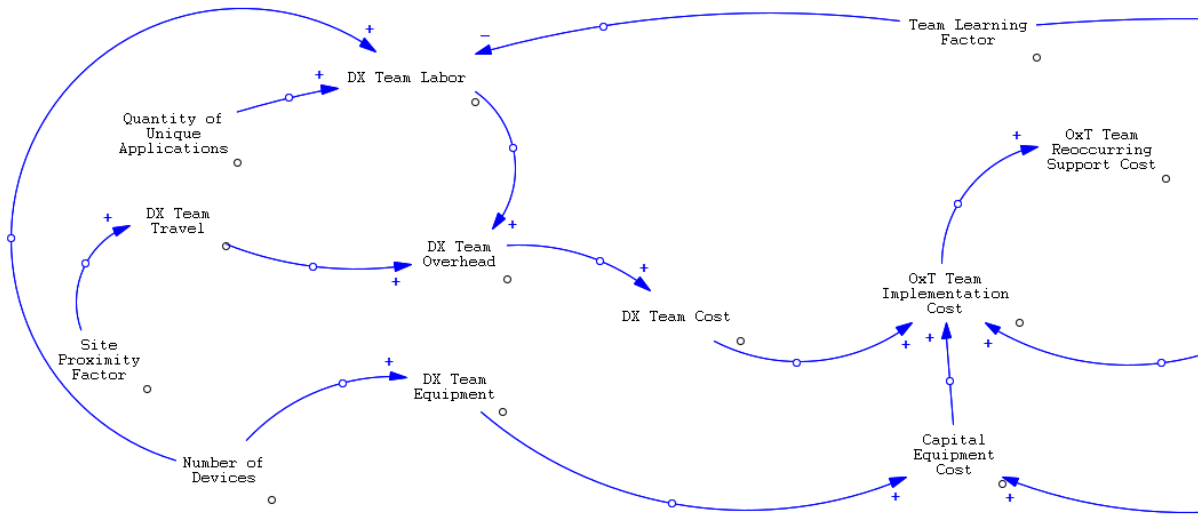 Team Learning
Factor
DX Team Labor
Quantity of
Unique
Applications
OxT Team
Reoccurring
Support Cost
DX Team
Travel
DX Team
Overhead
OxT Team
Implementation
Cost
DX Team Cost
Site
Proximity
Factor
DX Team
Equipment
Number of
Devices
Capital
Equipment
Cost